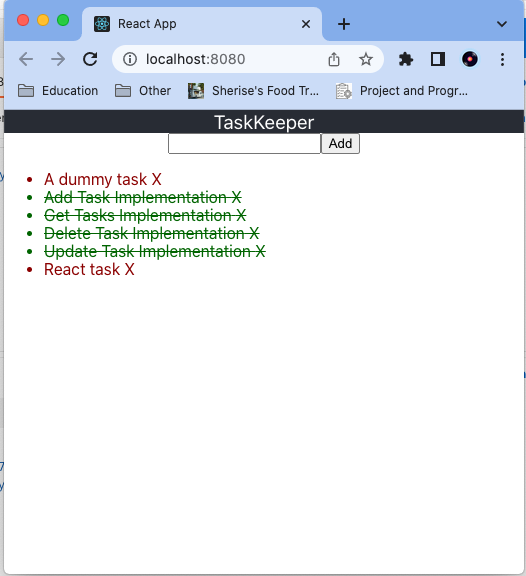 React App
localhost:8080
Education Other Sherise's Food Tr... Project and Progr...
TaskKeeper
Add
A dummy task X
Add Task Implementation X
Get Tasks Implementation X
Delete Task Implementation X
Update Task Implementation X
React task X